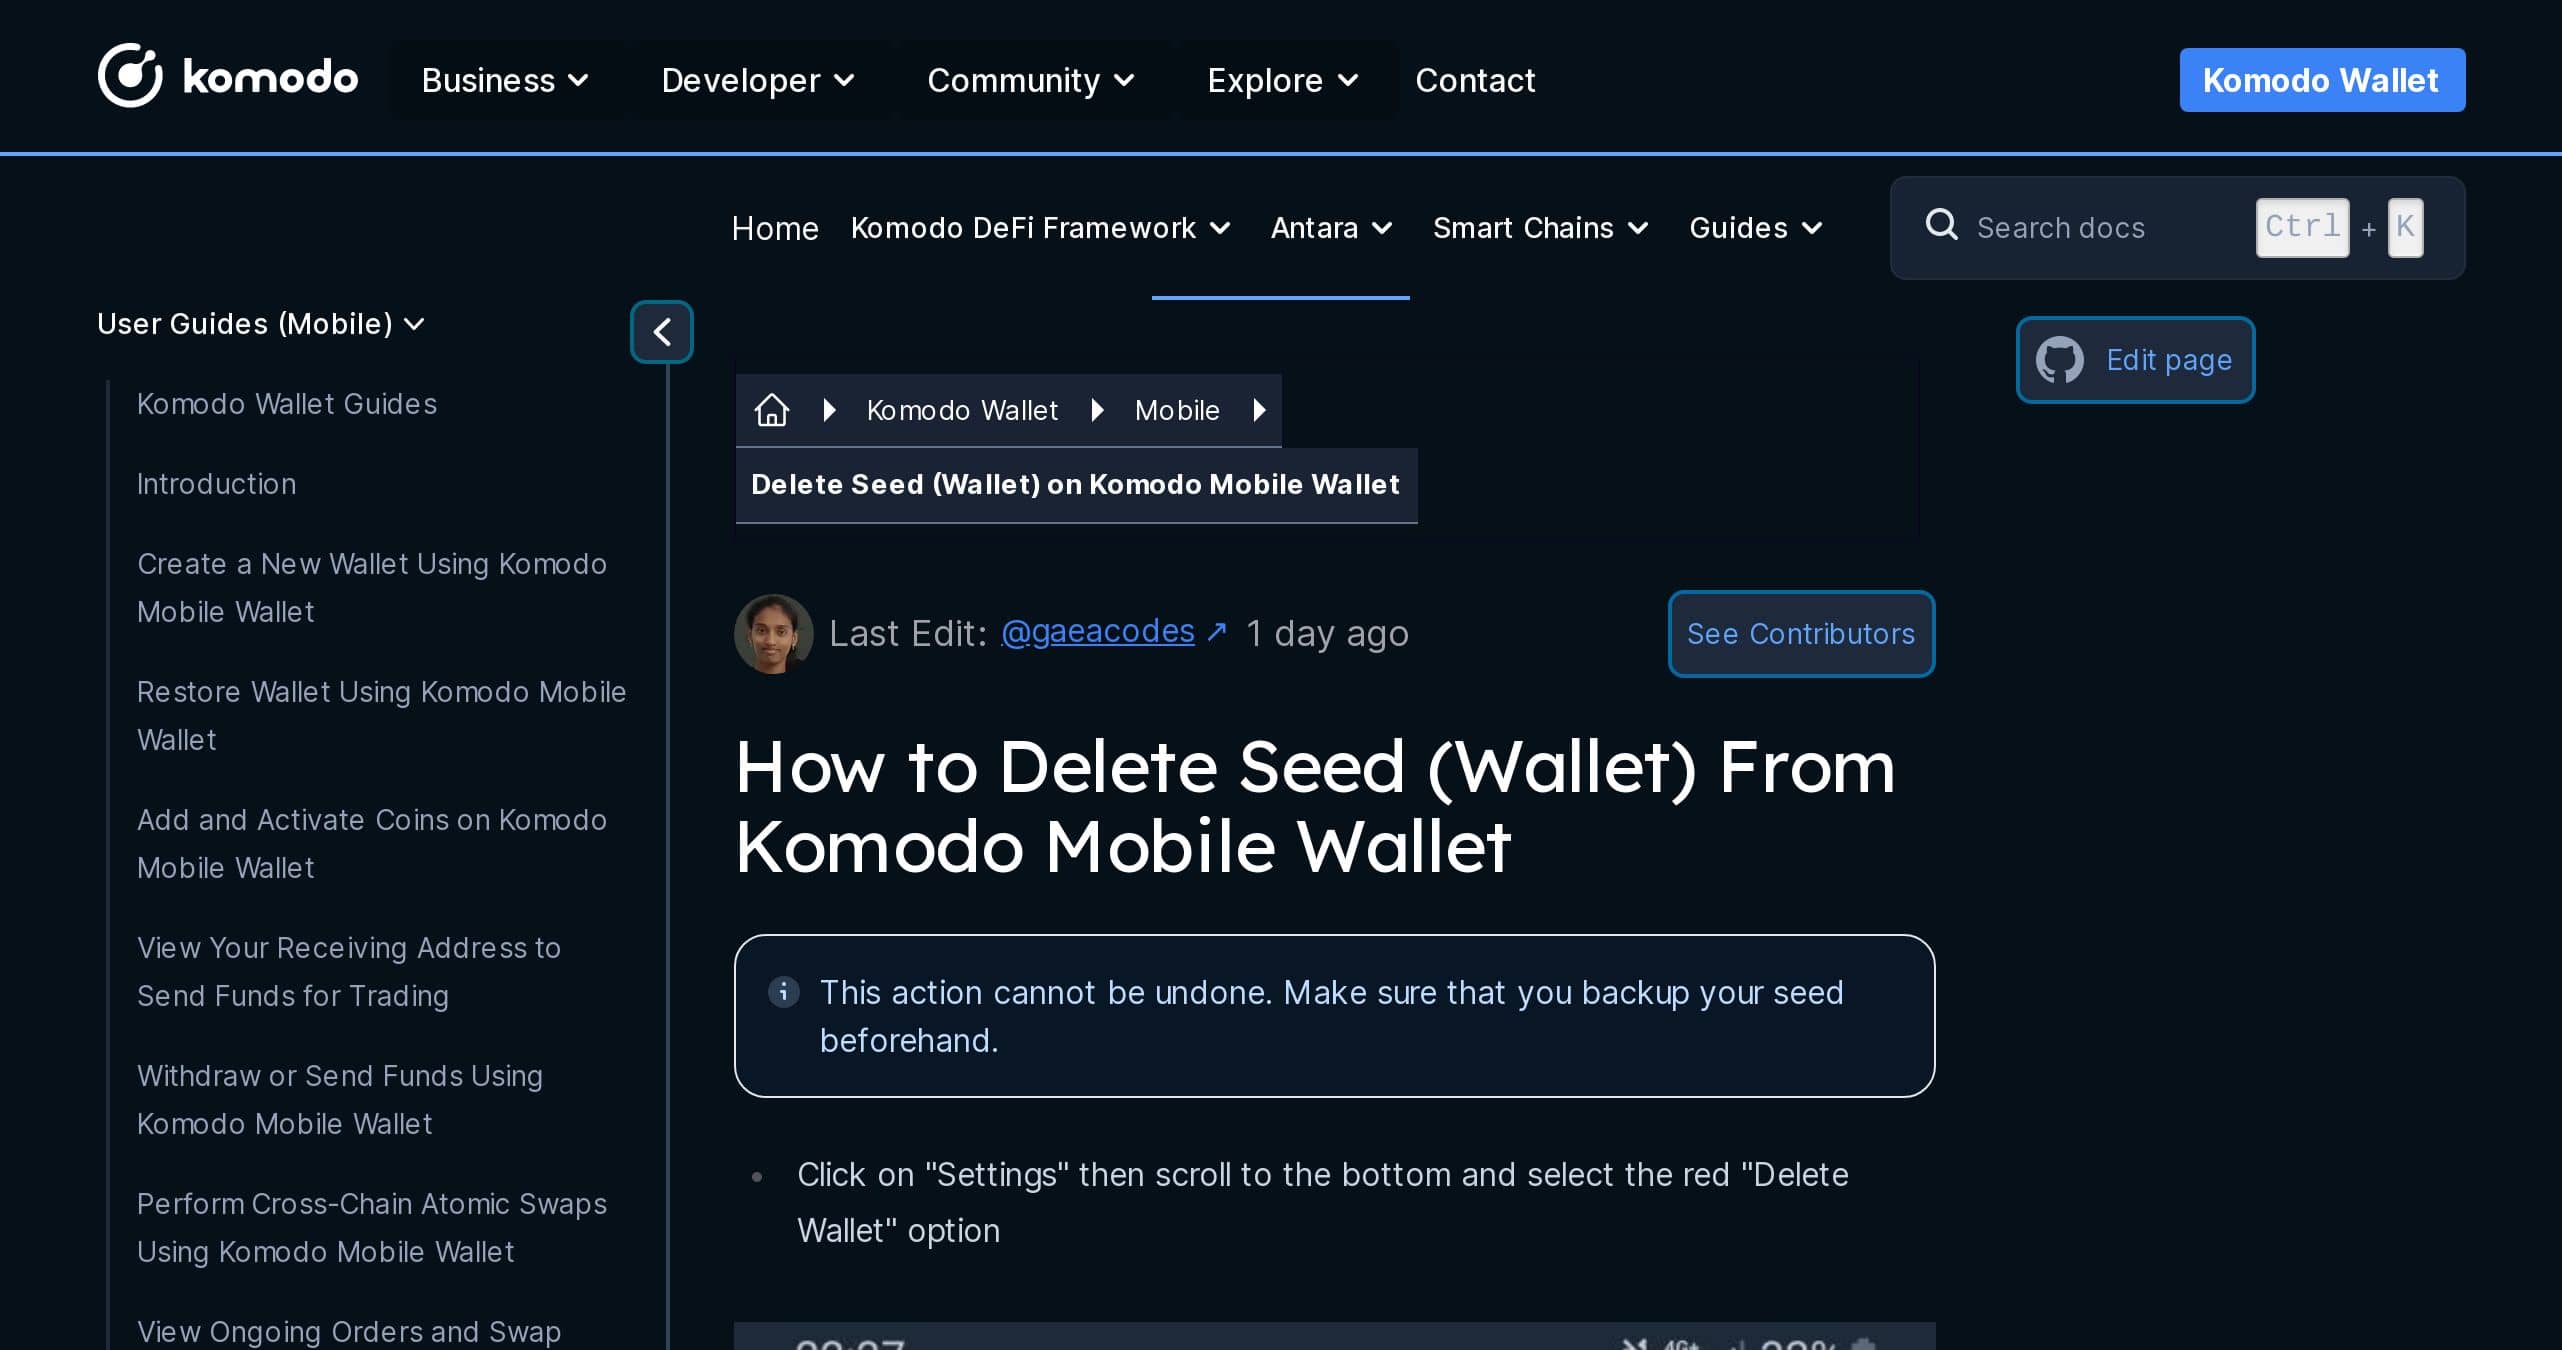 komodo Business Developer Community Explore Contact Komodo Wallet
Home Komodo DeFi Framework Antara Smart Chains Guides Search docs Ctrl + K
User Guides (Mobile)
Edit page
Komodo Wallet Guides
Introduction
Create a New Wallet Using Komodo
Mobile Wallet
Restore Wallet Using Komodo Mobile
Wallet
Add and Activate Coins on Komodo
Mobile Wallet
View Your Receiving Address to
Send Funds for Trading
Withdraw or Send Funds Using
Komodo Mobile Wallet
Perform Cross-Chain Atomic Swaps
Using Komodo Mobile Wallet
View Ongoing Orders and Swap
Komodo Wallet Mobile
Delete Seed (Wallet) on Komodo Mobile Wallet
Last Edit: @gaeacodes ↗ 1 day ago See Contributors
How to Delete Seed (Wallet) From
Komodo Mobile Wallet
This action cannot be undone. Make sure that you backup your seed
beforehand.
Click on "Settings" then scroll to the bottom and select the red "Delete
Wallet" option